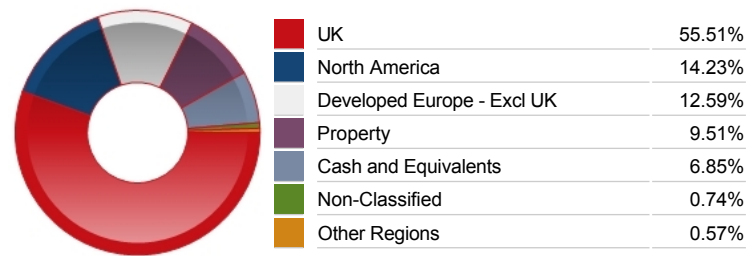 UK 55.51%
North America 14.23%
Developed Europe - Excl UK 12.59%
Property 9.51%
Cash and Equivalents 6.85%
Non-Classified 0.74%
Other Regions 0.57%